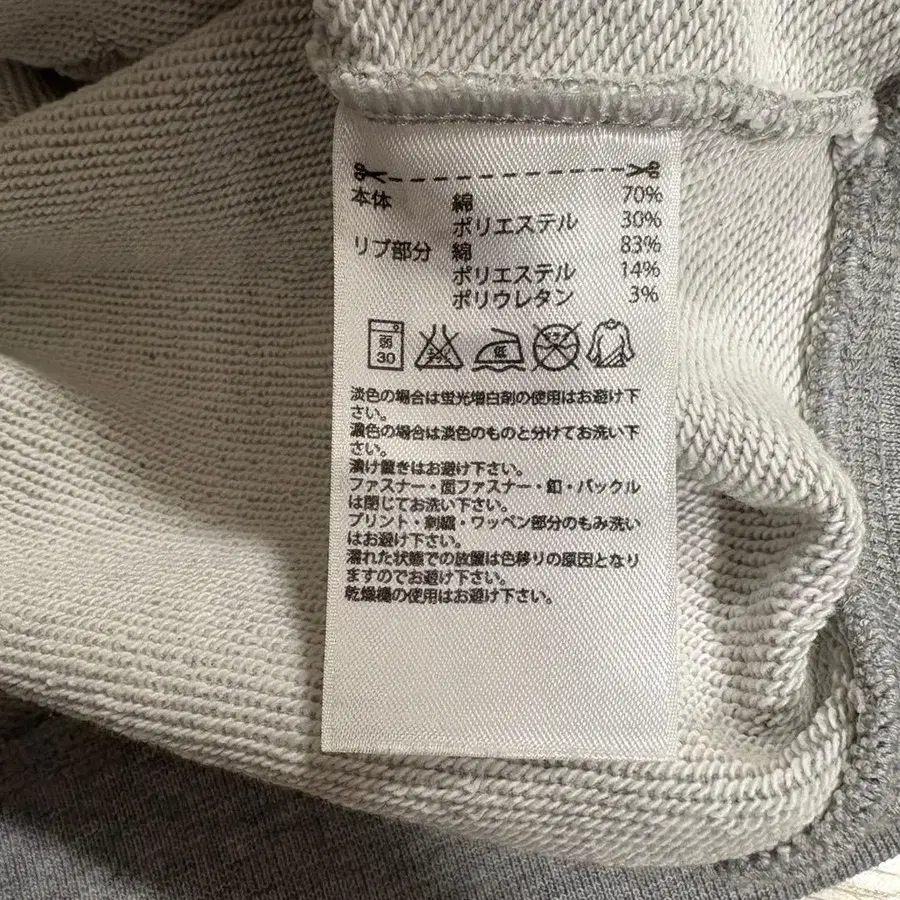 本体 綿 70%
ポリエステル 30%
リブ部分 綿 83%
ポリエステル 14%
ポリウレタン 3%
弱 30 低
淡色の場合は蛍光増白剤の使用はお避け下
さい。
濃色の場合は淡色のものと分けてお洗い下
さい。
漬け置きはお避け下さい。
ファスナー・面ファスナー・釦・バックル
は閉じてお洗い下さい。
プリント・刺繍・ワッペン部分のもみ洗い
はお避け下さい。
濡れた状態での放置は色移りの原因となり
ますのでお避け下さい。
乾燥機の使用はお避け下さい。